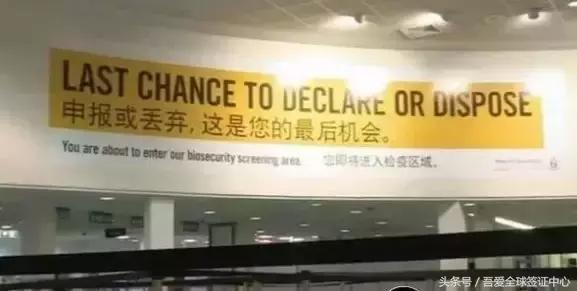 LAST CHANCE TO DECLARE OR DISPOSE
申报或丢弃,这是您的最后机会。
You are about to enter our biosecurity screening area. 您即将进入检疫区域。
头条号／吾爱全球签证中心